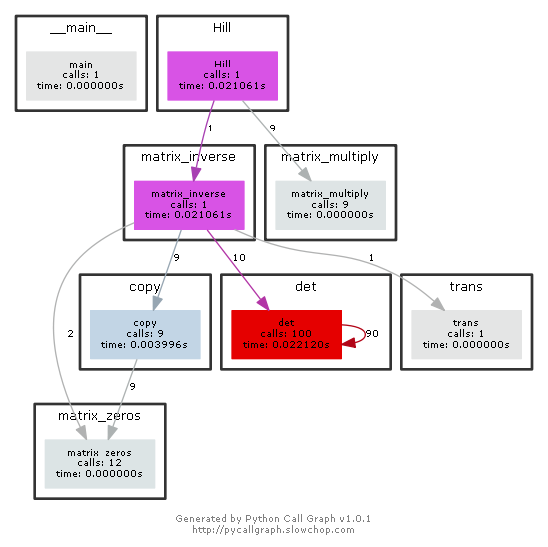 __main__
main
calls: 1
time: 0.000000s
Hill
Hill
calls: 1
time: 0.021061s
1
9
matrix_inverse
matrix_inverse
calls: 1
time: 0.021061s
matrix_multiply
matrix_multiply
calls: 9
time: 0.000000s
9
10
1
copy
copy
calls: 9
time: 0.003996s
det
det
calls: 100
time: 0.022120s
90
trans
trans
calls: 1
time: 0.000000s
2
9
matrix_zeros
matrix_zeros
calls: 12
time: 0.000000s
Generated by Python Call Graph v1.0.1
http://pycallgraph.slowchop.com